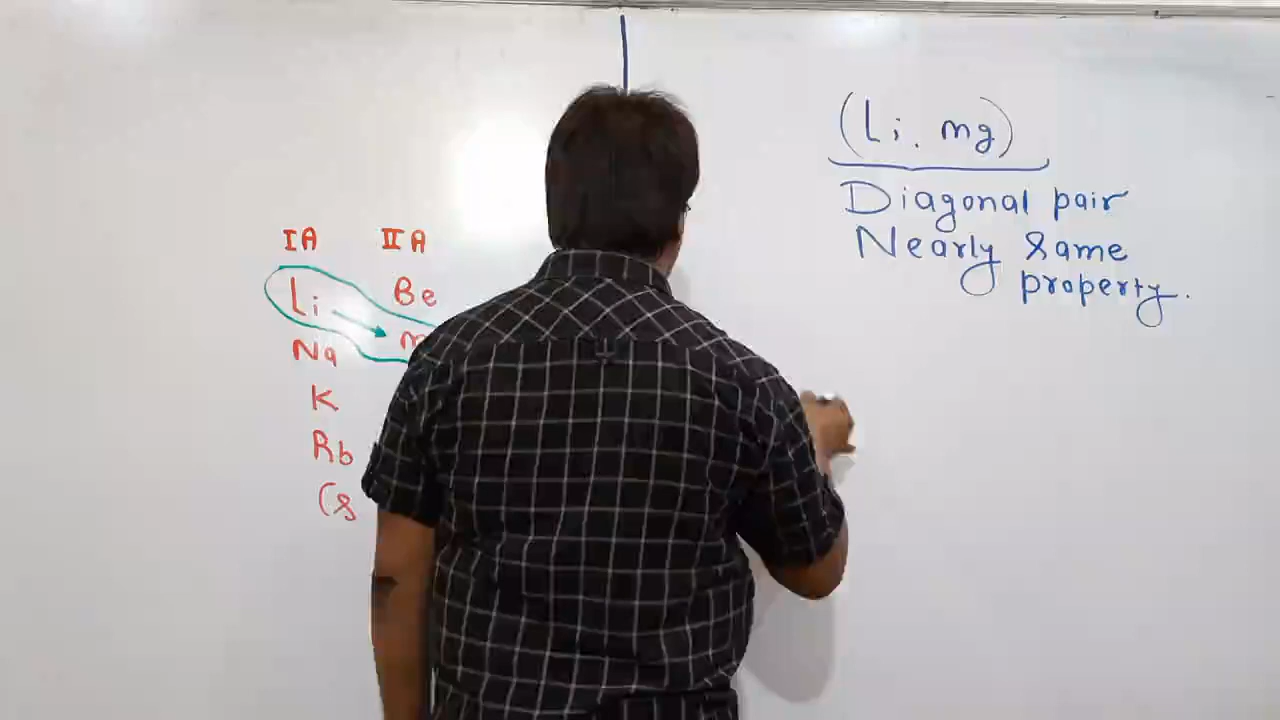 (Li, mg)
Diagonal pair
Nearly same
property.
IA IIA
Li Be
Na
K
Rb
Cs